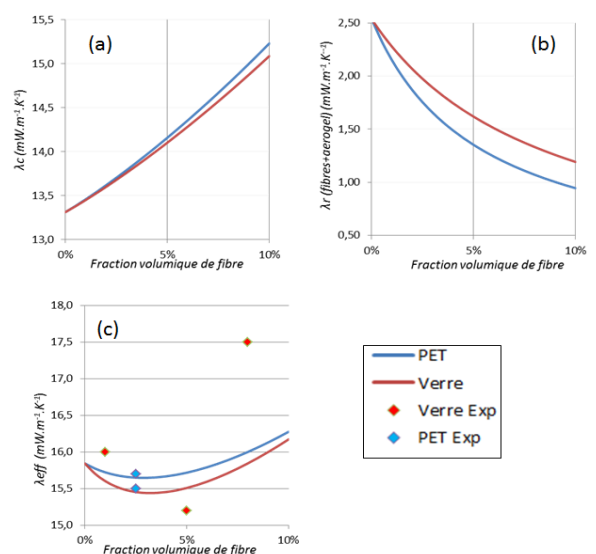 (a)
15,5
15,0
14,5
14,0
13,5
13,0
λc (mW.m⁻¹.K⁻¹)
0%
5%
10%
Fraction volumique de fibre
(b)
2,50
2,00
1,50
1,00
0,50
λr (fibres+aerogel) (mW.m⁻¹.K⁻¹)
0%
5%
10%
Fraction volumique de fibre
(c)
18,0
17,5
17,0
16,5
16,0
15,5
15,0
λeff (mW.m⁻¹.K⁻¹)
0%
5%
10%
Fraction volumique de fibre
PET
Verre
Verre Exp
PET Exp